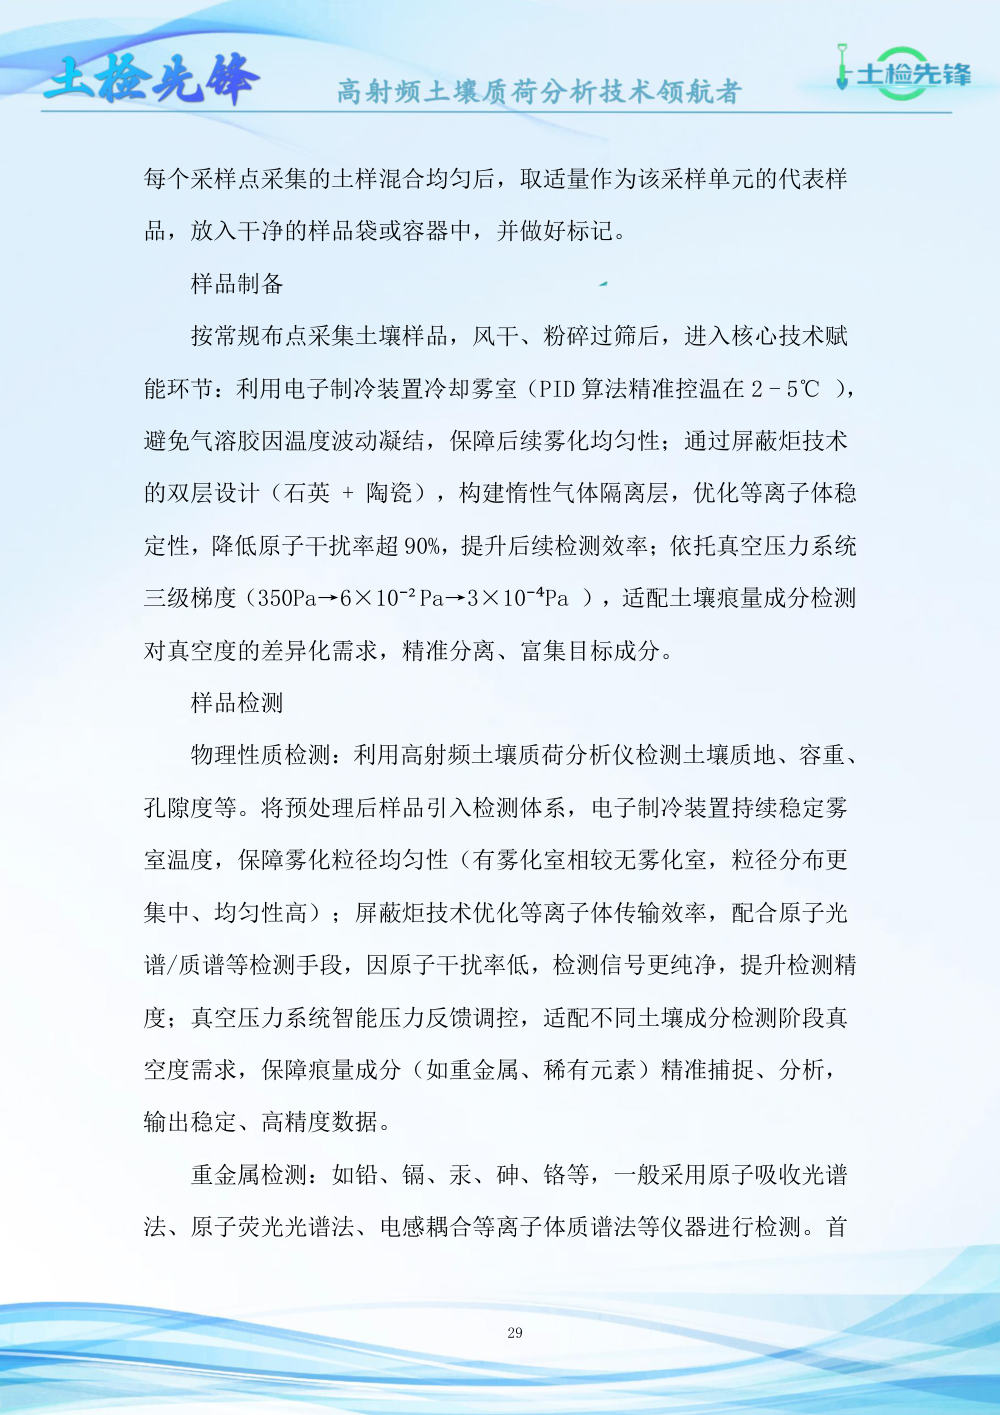 土检先锋
高射频土壤质荷分析技术领航者
土检先锋
每个采样点采集的土样混合均匀后，取适量作为该采样单元的代表样
品，放入干净的样品袋或容器中，并做好标记。
样品制备
按常规布点采集土壤样品，风干、粉碎过筛后，进入核心技术赋
能环节：利用电子制冷装置冷却雾室（PID 算法精准控温在 2 – 5℃ ），
避免气溶胶因温度波动凝结，保障后续雾化均匀性；通过屏蔽炬技术
的双层设计（石英 + 陶瓷），构建惰性气体隔离层，优化等离子体稳
定性，降低原子干扰率超 90%，提升后续检测效率；依托真空压力系统
三级梯度（350Pa→6×10⁻² Pa→3×10⁻⁴Pa ），适配土壤痕量成分检测
对真空度的差异化需求，精准分离、富集目标成分。
样品检测
物理性质检测：利用高射频土壤质荷分析仪检测土壤质地、容重、
孔隙度等。将预处理后样品引入检测体系，电子制冷装置持续稳定雾
室温度，保障雾化粒径均匀性（有雾化室相较无雾化室，粒径分布更
集中、均匀性高）；屏蔽炬技术优化等离子体传输效率，配合原子光
谱/质谱等检测手段，因原子干扰率低，检测信号更纯净，提升检测精
度；真空压力系统智能压力反馈调控，适配不同土壤成分检测阶段真
空度需求，保障痕量成分（如重金属、稀有元素）精准捕捉、分析，
输出稳定、高精度数据。
重金属检测：如铅、镉、汞、砷、铬等，一般采用原子吸收光谱
法、原子荧光光谱法、电感耦合等离子体质谱法等仪器进行检测。首
29